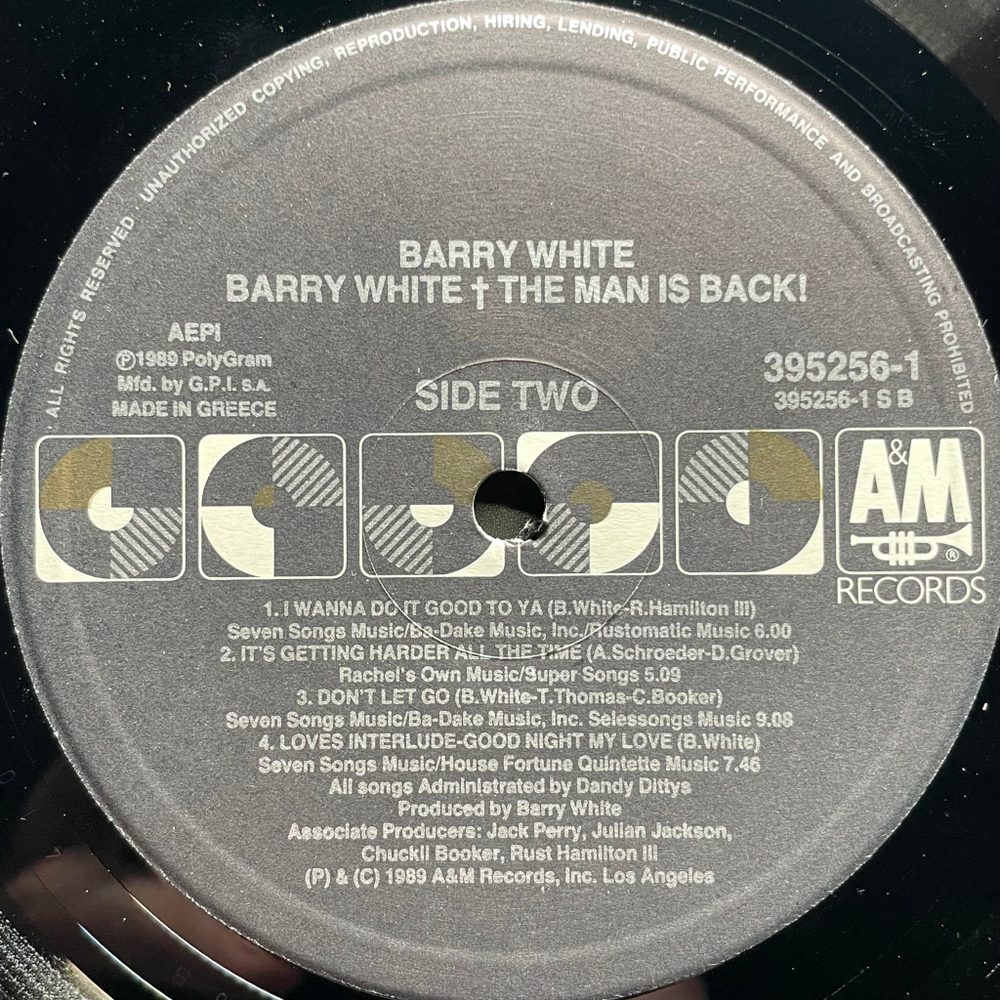 ALL RIGHTS RESERVED · UNAUTHORIZED COPYING, REPRODUCTION, HIRING, LENDING, PUBLIC PERFORMANCE AND BROADCASTING PROHIBITED
BARRY WHITE
BARRY WHITE † THE MAN IS BACK!
AEPI
Ⓟ1989 PolyGram
Mfd. by G.P.I. S.A.
MADE IN GREECE
SIDE TWO
395256-1
395256-1 S B
A&M
®
RECORDS
1. I WANNA DO IT GOOD TO YA (B.White-R.Hamilton III)
Seven Songs Music/Ba-Dake Music, Inc./Rustomatic Music 6.00
2. IT'S GETTING HARDER ALL THE TIME (A.Schroeder-D.Grover)
Rachel's Own Music/Super Songs 5.09
3. DON'T LET GO (B.White-T.Thomas-C.Booker)
Seven Songs Music/Ba-Dake Music, Inc. Selessongs Music 9.08
4. LOVES INTERLUDE-GOOD NIGHT MY LOVE (B.White)
Seven Songs Music/House Fortune Quintette Music 7.46
All songs Administrated by Dandy Dittys
Produced by Barry White
Associate Producers: Jack Perry, Julian Jackson,
Chuckii Booker, Rust Hamilton III
(P) & (C) 1989 A&M Records, Inc. Los Angeles